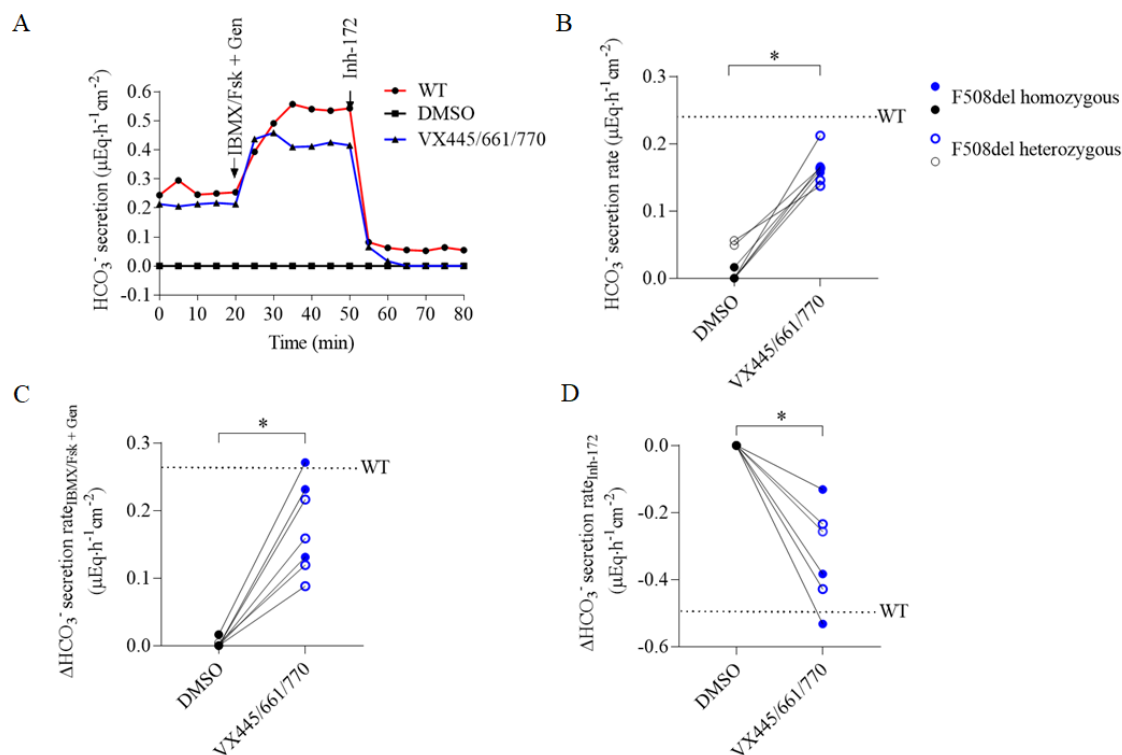 A
HCO₃⁻ secretion (µEq·h⁻¹cm⁻²)
0.6
0.5
0.4
0.3
0.2
0.1
0.0
-0.1
0
10
20
30
40
50
60
70
80
Time (min)
IBMX/Fsk + Gen
Inh-172
WT
DMSO
VX445/661/770
B
HCO₃⁻ secretion rate (µEq·h⁻¹cm⁻²)
0.3
0.2
0.1
0.0
*
WT
DMSO
VX445/661/770
F508del homozygous
F508del heterozygous
C
ΔHCO₃⁻ secretion rate IBMX/Fsk + Gen
(µEq·h⁻¹cm⁻²)
0.3
0.2
0.1
0.0
*
WT
DMSO
VX445/661/770
D
ΔHCO₃⁻ secretion rate Inh-172
(µEq·h⁻¹cm⁻²)
0.0
-0.2
-0.4
-0.6
*
WT
DMSO
VX445/661/770